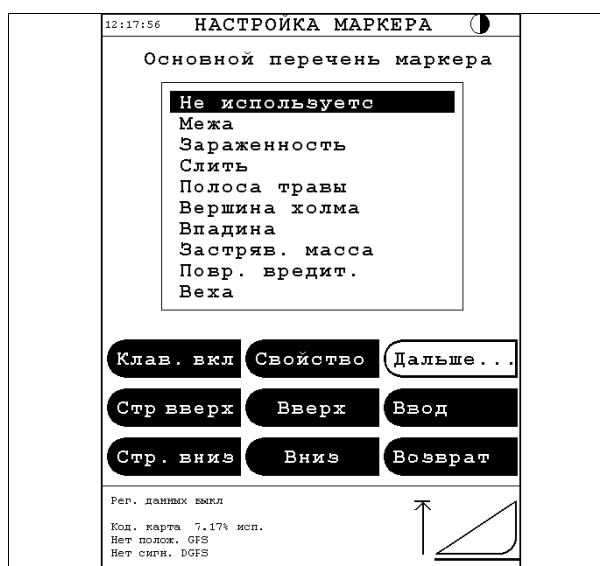 12:17:56 НАСТРОЙКА МАРКЕРА
Основной перечень маркера
Не используетс
Межа
Зараженность
Слить
Полоса травы
Вершина холма
Впадина
Застряв. масса
Повр. вредит.
Веха
Клав. вкл Свойство Дальше...
Стр вверх Вверх Ввод
Стр. вниз Вниз Возврат
Рег. данных выкл
Код. карта 7.17% исп.
Нет полож. GPS
Нет сигн. DGPS